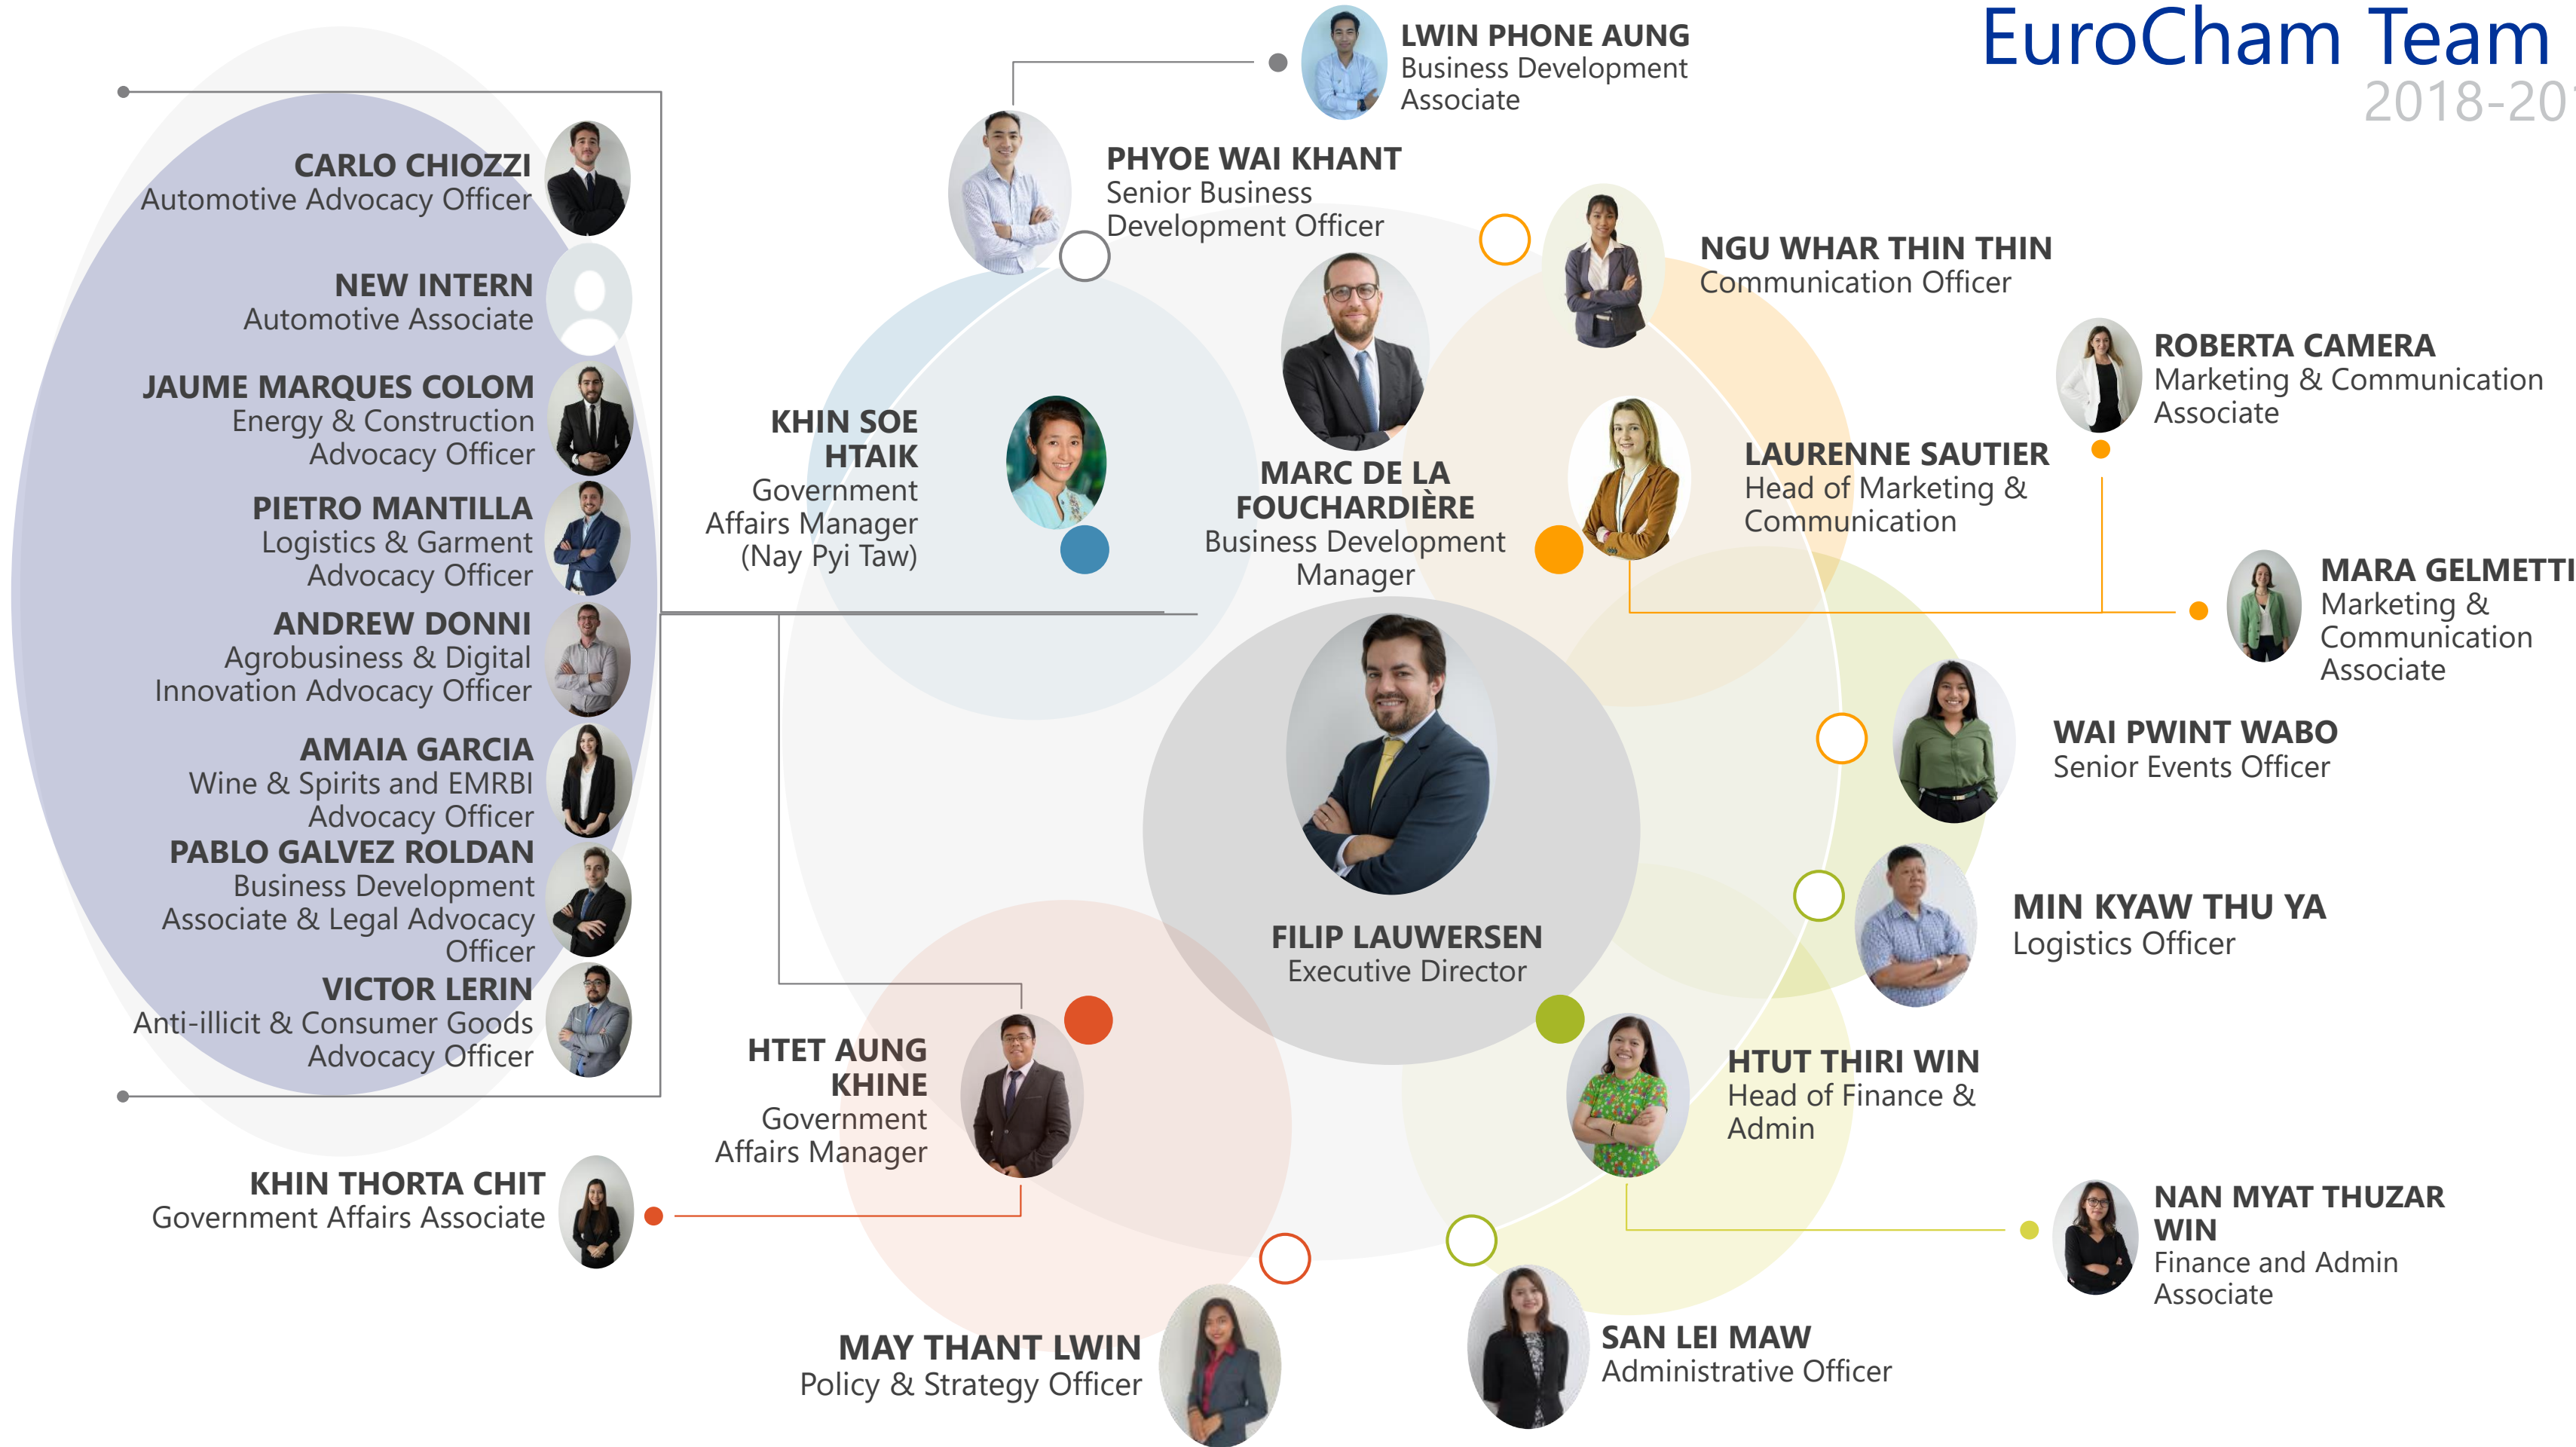 EuroCham Team
2018-201
LWIN PHONE AUNG
Business Development
Associate
PHYOE WAI KHANT
Senior Business
Development Officer
NGU WHAR THIN THIN
Communication Officer
ROBERTA CAMERA
Marketing & Communication
Associate
CARLO CHIOZZI
Automotive Advocacy Officer
NEW INTERN
Automotive Associate
JAUME MARQUES COLOM
Energy & Construction
Advocacy Officer
PIETRO MANTILLA
Logistics & Garment
Advocacy Officer
ANDREW DONNI
Agrobusiness & Digital
Innovation Advocacy Officer
AMAIA GARCIA
Wine & Spirits and EMRBI
Advocacy Officer
PABLO GALVEZ ROLDAN
Business Development
Associate & Legal Advocacy
Officer
VICTOR LERIN
Anti-illicit & Consumer Goods
Advocacy Officer
KHIN SOE
HTAIK
Government
Affairs Manager
(Nay Pyi Taw)
MARC DE LA
FOUCHARDIÈRE
Business Development
Manager
LAURENNE SAUTIER
Head of Marketing &
Communication
MARA GELMETTI
Marketing &
Communication
Associate
WAI PWINT WABO
Senior Events Officer
MIN KYAW THU YA
Logistics Officer
FILIP LAUWERSEN
Executive Director
HTET AUNG
KHINE
Government
Affairs Manager
HTUT THIRI WIN
Head of Finance &
Admin
KHIN THORTA CHIT
Government Affairs Associate
NAN MYAT THUZAR
WIN
Finance and Admin
Associate
MAY THANT LWIN
Policy & Strategy Officer
SAN LEI MAW
Administrative Officer